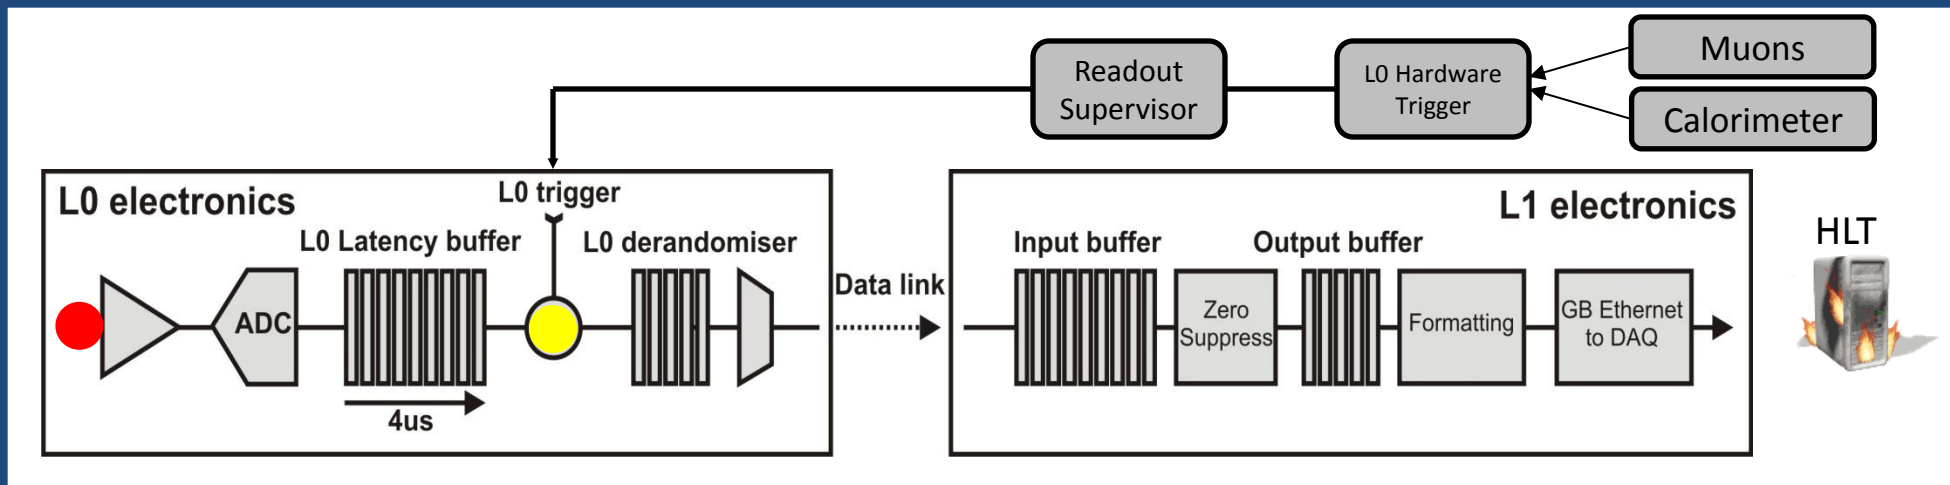 Muons
Readout
Supervisor
L0 Hardware
Trigger
Calorimeter
L0 electronics
L0 trigger
L0 Latency buffer
L0 derandomiser
ADC
4us
Data link
L1 electronics
Input buffer
Output buffer
Zero
Suppress
Formatting
GB Ethernet
to DAQ
HLT